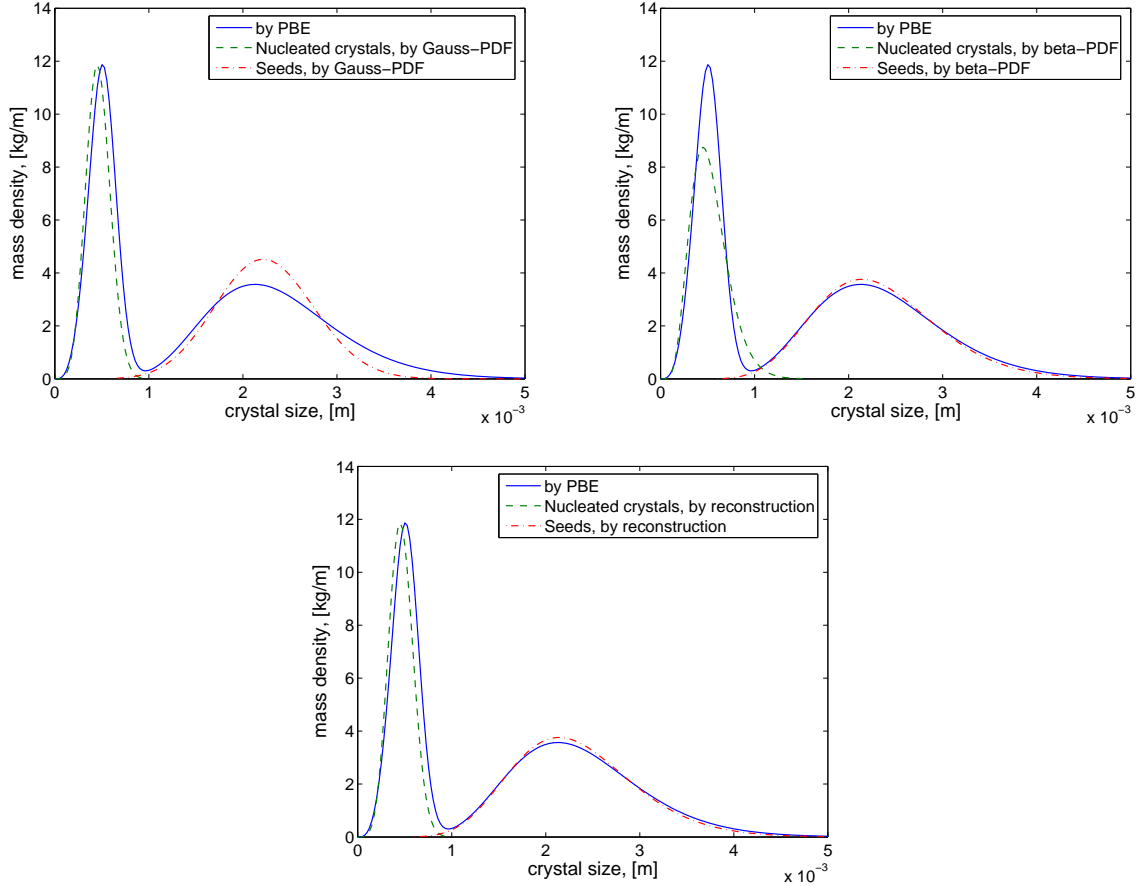 14
12
10
8
6
4
2
0
mass density, [kg/m]
by PBE
Nucleated crystals, by Gauss−PDF
Seeds, by Gauss−PDF
0 1 2 3 4 5
crystal size, [m]
x 10⁻³
14
12
10
8
6
4
2
0
mass density, [kg/m]
by PBE
Nucleated crystals, by beta−PDF
Seeds, by beta−PDF
0 1 2 3 4 5
crystal size, [m]
x 10⁻³
14
12
10
8
6
4
2
0
mass density, [kg/m]
by PBE
Nucleated crystals, by reconstruction
Seeds, by reconstruction
0 1 2 3 4 5
crystal size, [m]
x 10⁻³